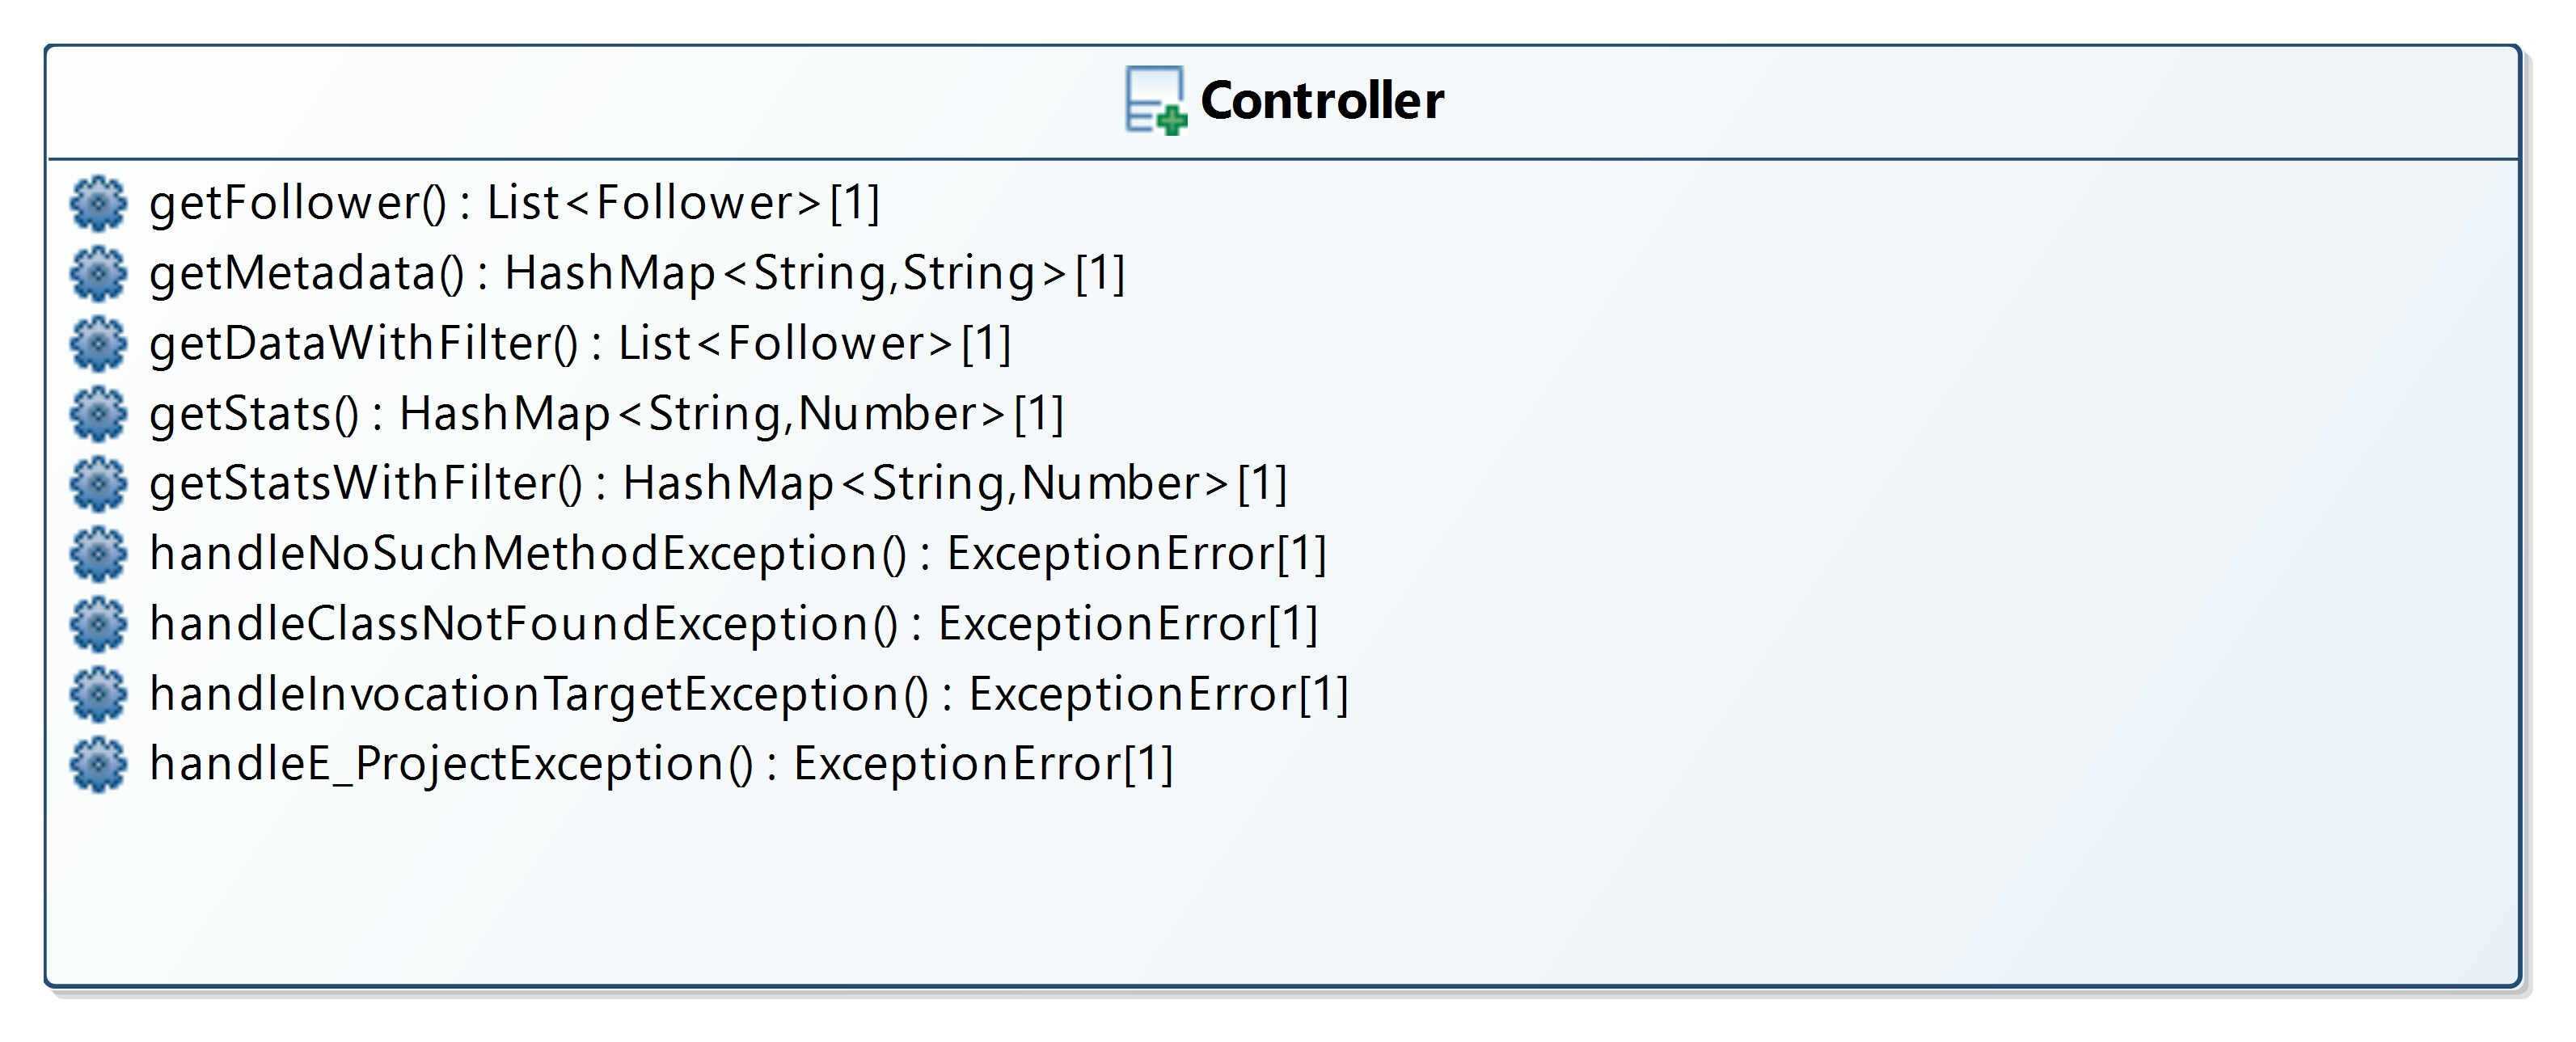 Controller
getFollower() : List<Follower>[1]
getMetadata() : HashMap<String,String>[1]
getDataWithFilter() : List<Follower>[1]
getStats() : HashMap<String,Number>[1]
getStatsWithFilter() : HashMap<String,Number>[1]
handleNoSuchMethodException() : ExceptionError[1]
handleClassNotFoundException() : ExceptionError[1]
handleInvocationTargetException() : ExceptionError[1]
handleE_ProjectException() : ExceptionError[1]